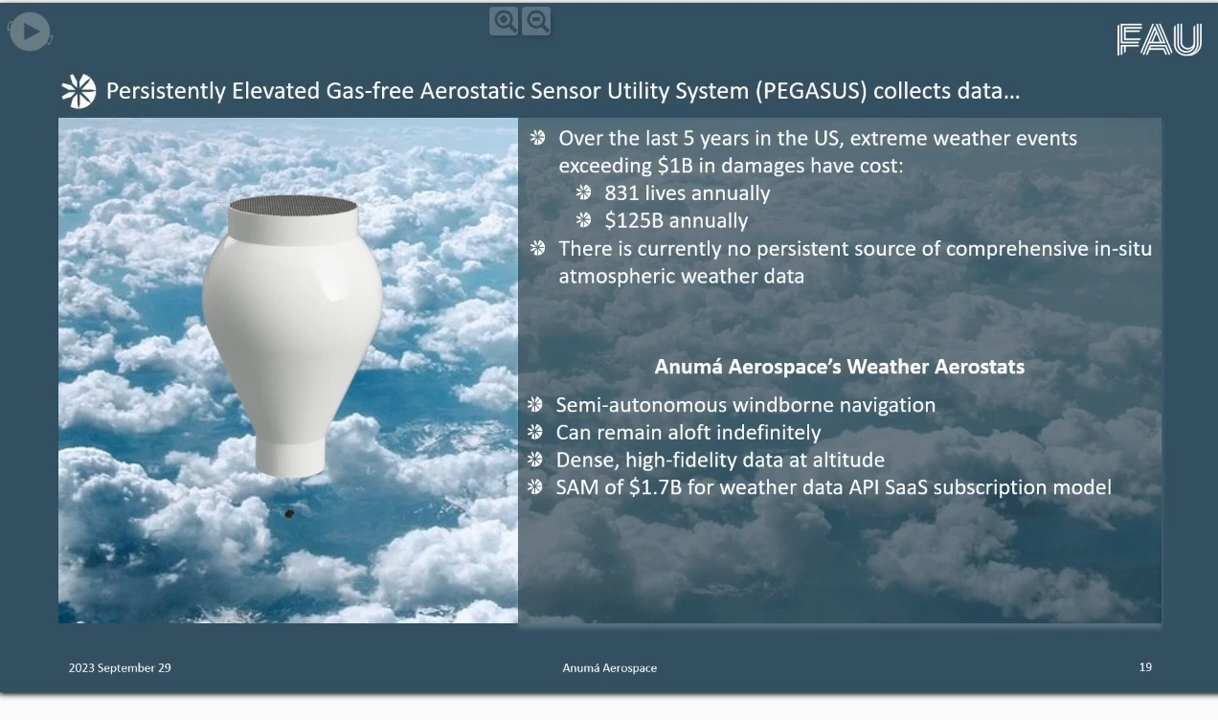 FAU
Persistently Elevated Gas-free Aerostatic Sensor Utility System (PEGASUS) collects data...
Over the last 5 years in the US, extreme weather events
exceeding $1B in damages have cost:
831 lives annually
$125B annually
There is currently no persistent source of comprehensive in-situ
atmospheric weather data
Anumá Aerospace’s Weather Aerostats
Semi-autonomous windborne navigation
Can remain aloft indefinitely
Dense, high-fidelity data at altitude
SAM of $1.7B for weather data API SaaS subscription model
2023 September 29
Anumá Aerospace
19